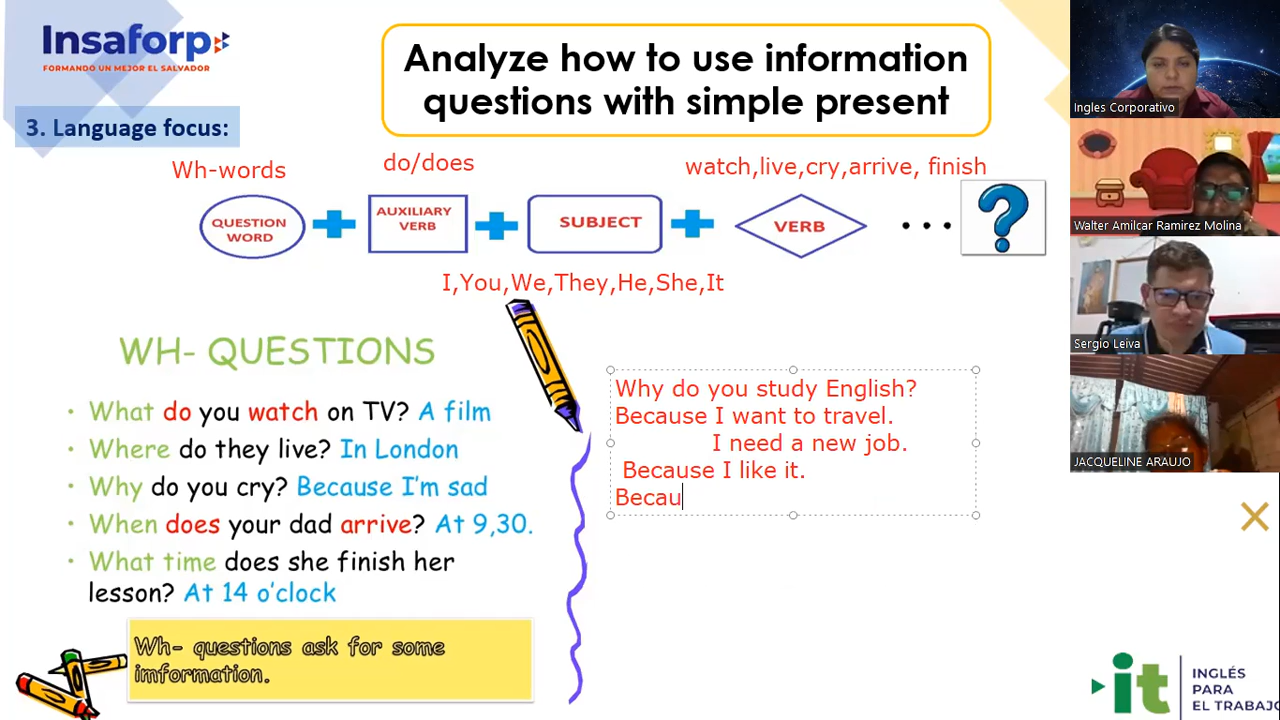 Insaforp
FORMANDO UN MEJOR EL SALVADOR
Analyze how to use information
questions with simple present
3. Language focus:
Wh-words
do/does
watch,live,cry,arrive, finish
QUESTION
WORD
AUXILIARY
VERB
SUBJECT
VERB
...
?
I,You,We,They,He,She,It
WH- QUESTIONS
• What do you watch on TV? A film
• Where do they live? In London
• Why do you cry? Because I'm sad
• When does your dad arrive? At 9,30.
• What time does she finish her
lesson? At 14 o'clock
Wh- questions ask for some
imformation.
Why do you study English?
Because I want to travel.
I need a new job.
Because I like it.
Becau
Ingles Corporativo
Walter Amilcar Ramirez Molina
Sergio Leiva
JACQUELINE ARAUJO
it
INGLÉS
PARA
EL TRABAJO